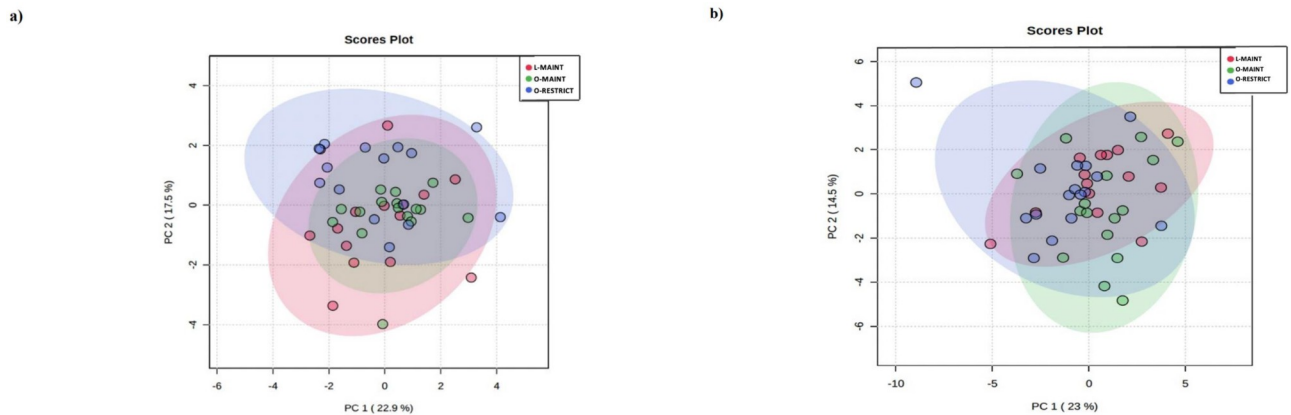 a)
Scores Plot
L-MAINT
O-MAINT
O-RESTRICT
4
2
0
-2
-4
PC 2 ( 17.5 %)
-6
-4
-2
0
2
4
6
PC 1 ( 22.9 %)
b)
Scores Plot
L-MAINT
O-MAINT
O-RESTRICT
6
4
2
0
-2
-4
-6
PC 2 ( 14.5 %)
-10
-5
0
5
PC 1 ( 23 %)